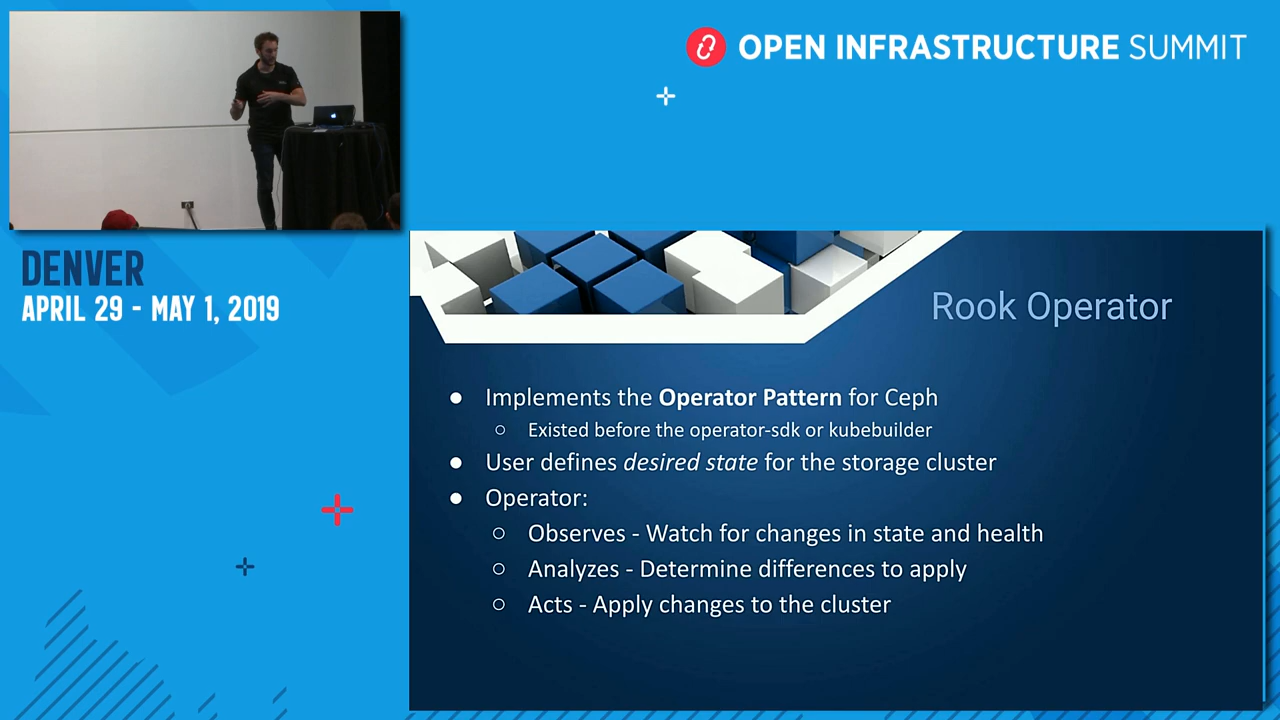 OPEN INFRASTRUCTURE SUMMIT
DENVER
APRIL 29 - MAY 1, 2019
Rook Operator
● Implements the Operator Pattern for Ceph
○ Existed before the operator-sdk or kubebuilder
● User defines desired state for the storage cluster
● Operator:
○ Observes - Watch for changes in state and health
○ Analyzes - Determine differences to apply
○ Acts - Apply changes to the cluster